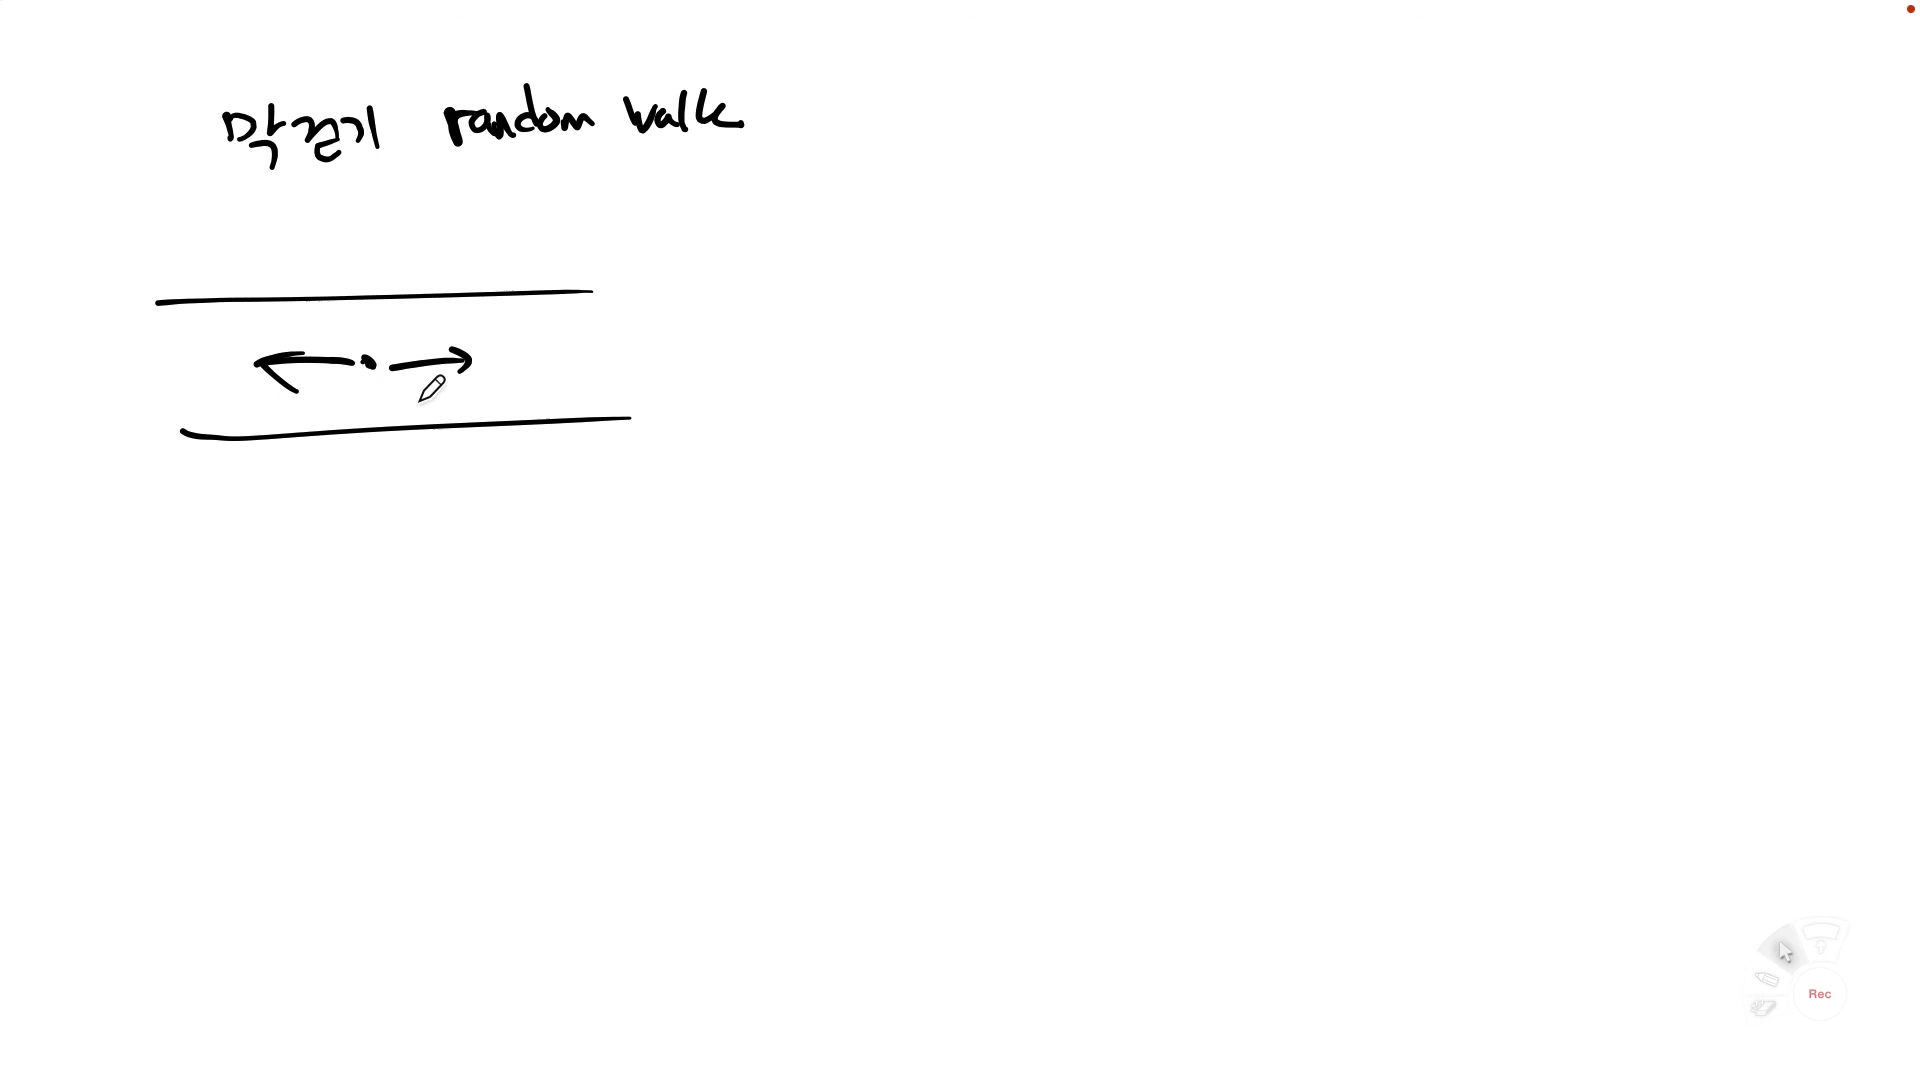 막걷기 random walk
Rec